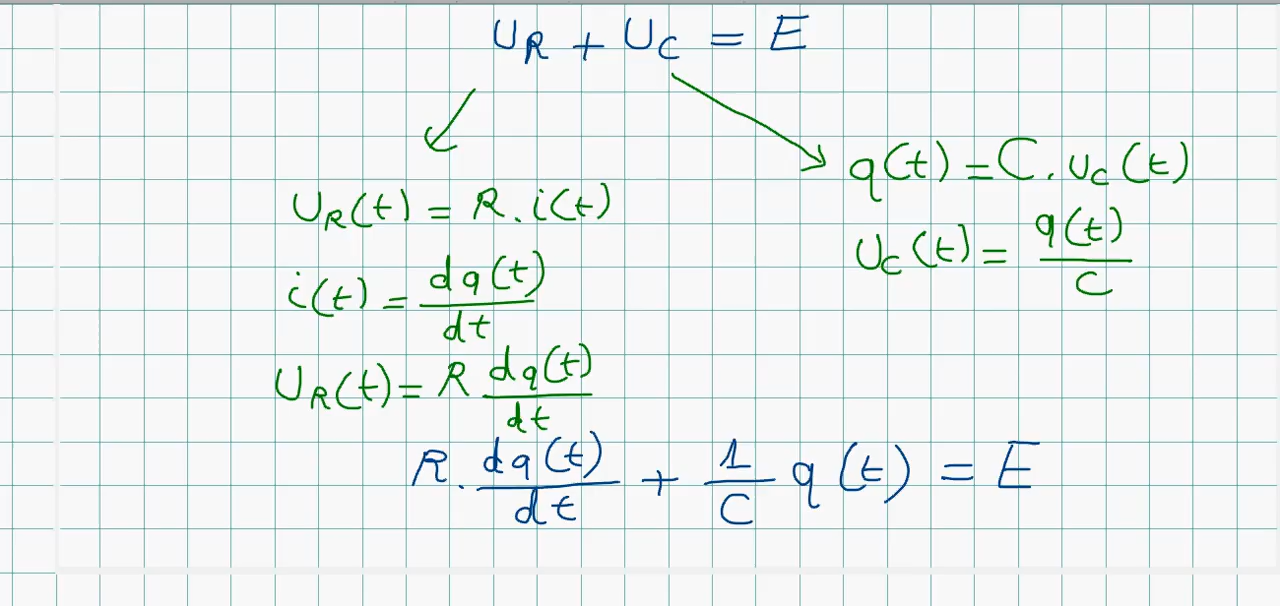 U_R + U_C = E
U_R(t) = R.i(t)
i(t) = dq(t)/dt
U_R(t) = R dq(t)/dt
q(t) = C.u_C(t)
U_C(t) = q(t)/C
R. dq(t)/dt + 1/C q(t) = E